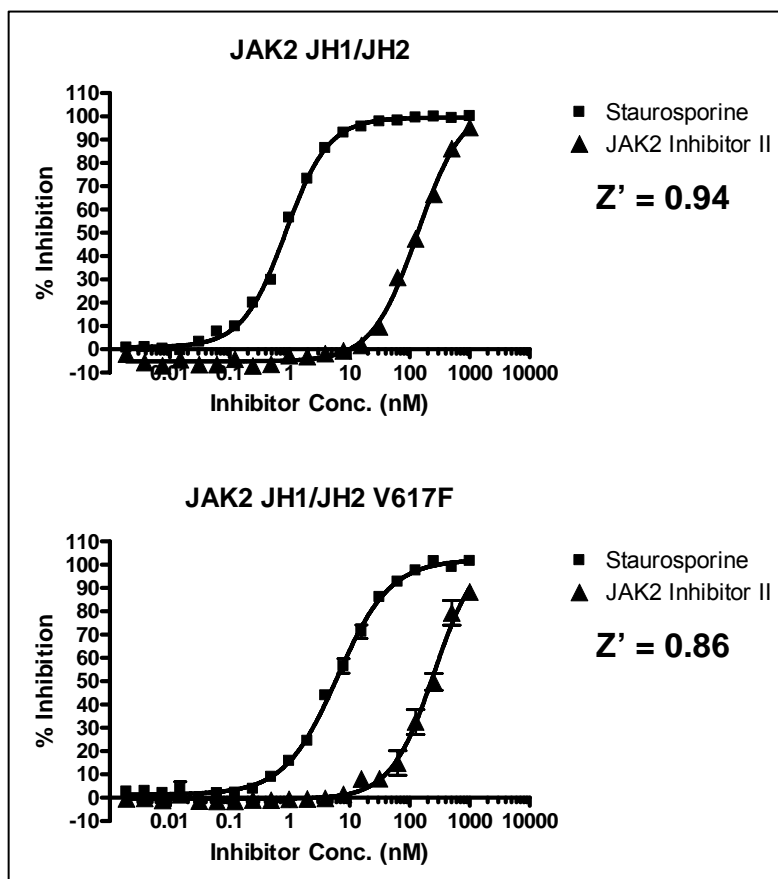 JAK2 JH1/JH2
110
100
90
80
70
60
50
40
30
20
10
0
-10
% Inhibition
0.01 0.1 1 10 100 1000 10000
Inhibitor Conc. (nM)
Staurosporine
JAK2 Inhibitor II
Z’ = 0.94
JAK2 JH1/JH2 V617F
110
100
90
80
70
60
50
40
30
20
10
0
-10
% Inhibition
0.01 0.1 1 10 100 1000 10000
Inhibitor Conc. (nM)
Staurosporine
JAK2 Inhibitor II
Z’ = 0.86